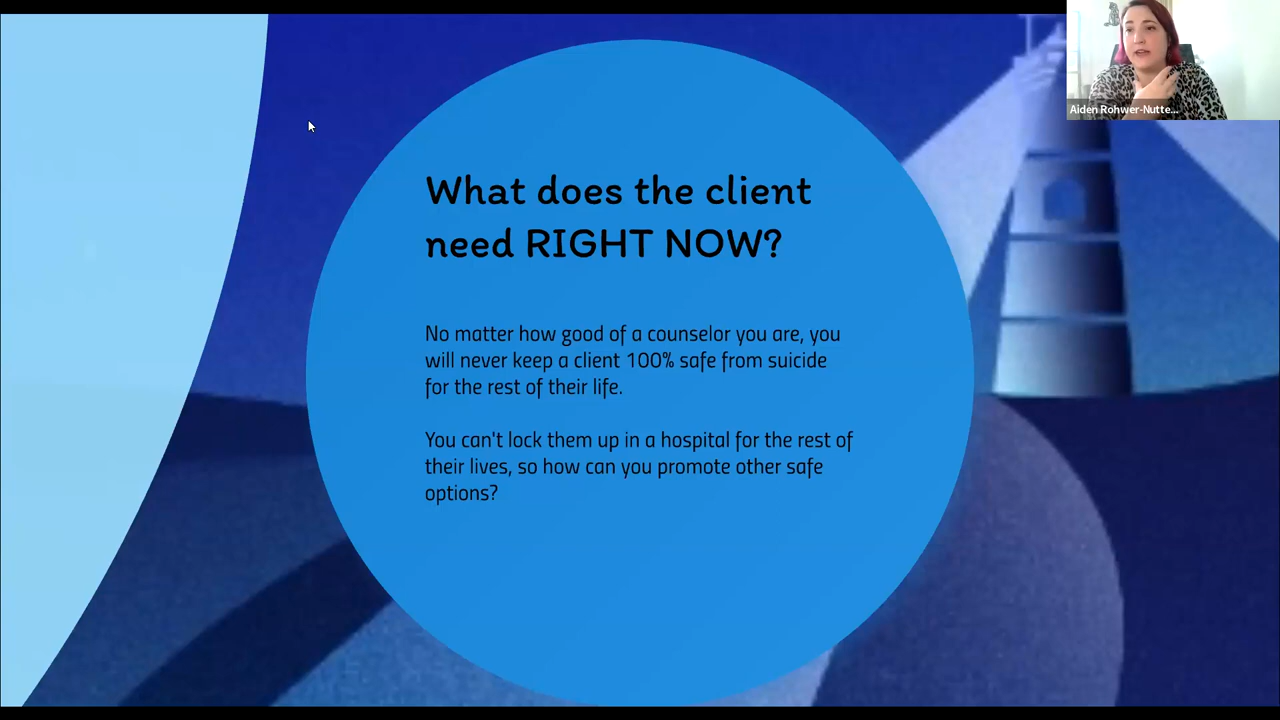 Aiden Rohwer-Nutte...
What does the client
need RIGHT NOW?
No matter how good of a counselor you are, you
will never keep a client 100% safe from suicide
for the rest of their life.
You can't lock them up in a hospital for the rest of
their lives, so how can you promote other safe
options?